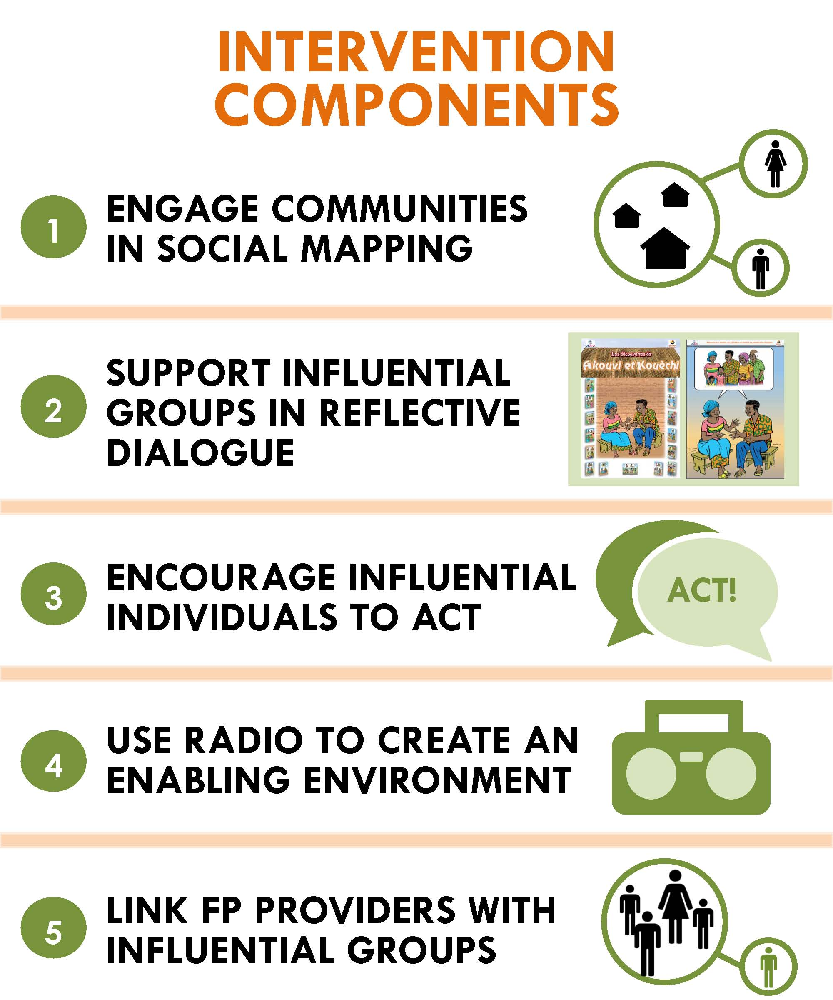 INTERVENTION
COMPONENTS
1
ENGAGE COMMUNITIES
IN SOCIAL MAPPING
2
SUPPORT INFLUENTIAL
GROUPS IN REFLECTIVE
DIALOGUE
USAID
Les découvertes de
Akouvi et Kouèchi
USAID
3
ENCOURAGE INFLUENTIAL
INDIVIDUALS TO ACT
ACT!
4
USE RADIO TO CREATE AN
ENABLING ENVIRONMENT
5
LINK FP PROVIDERS WITH
INFLUENTIAL GROUPS